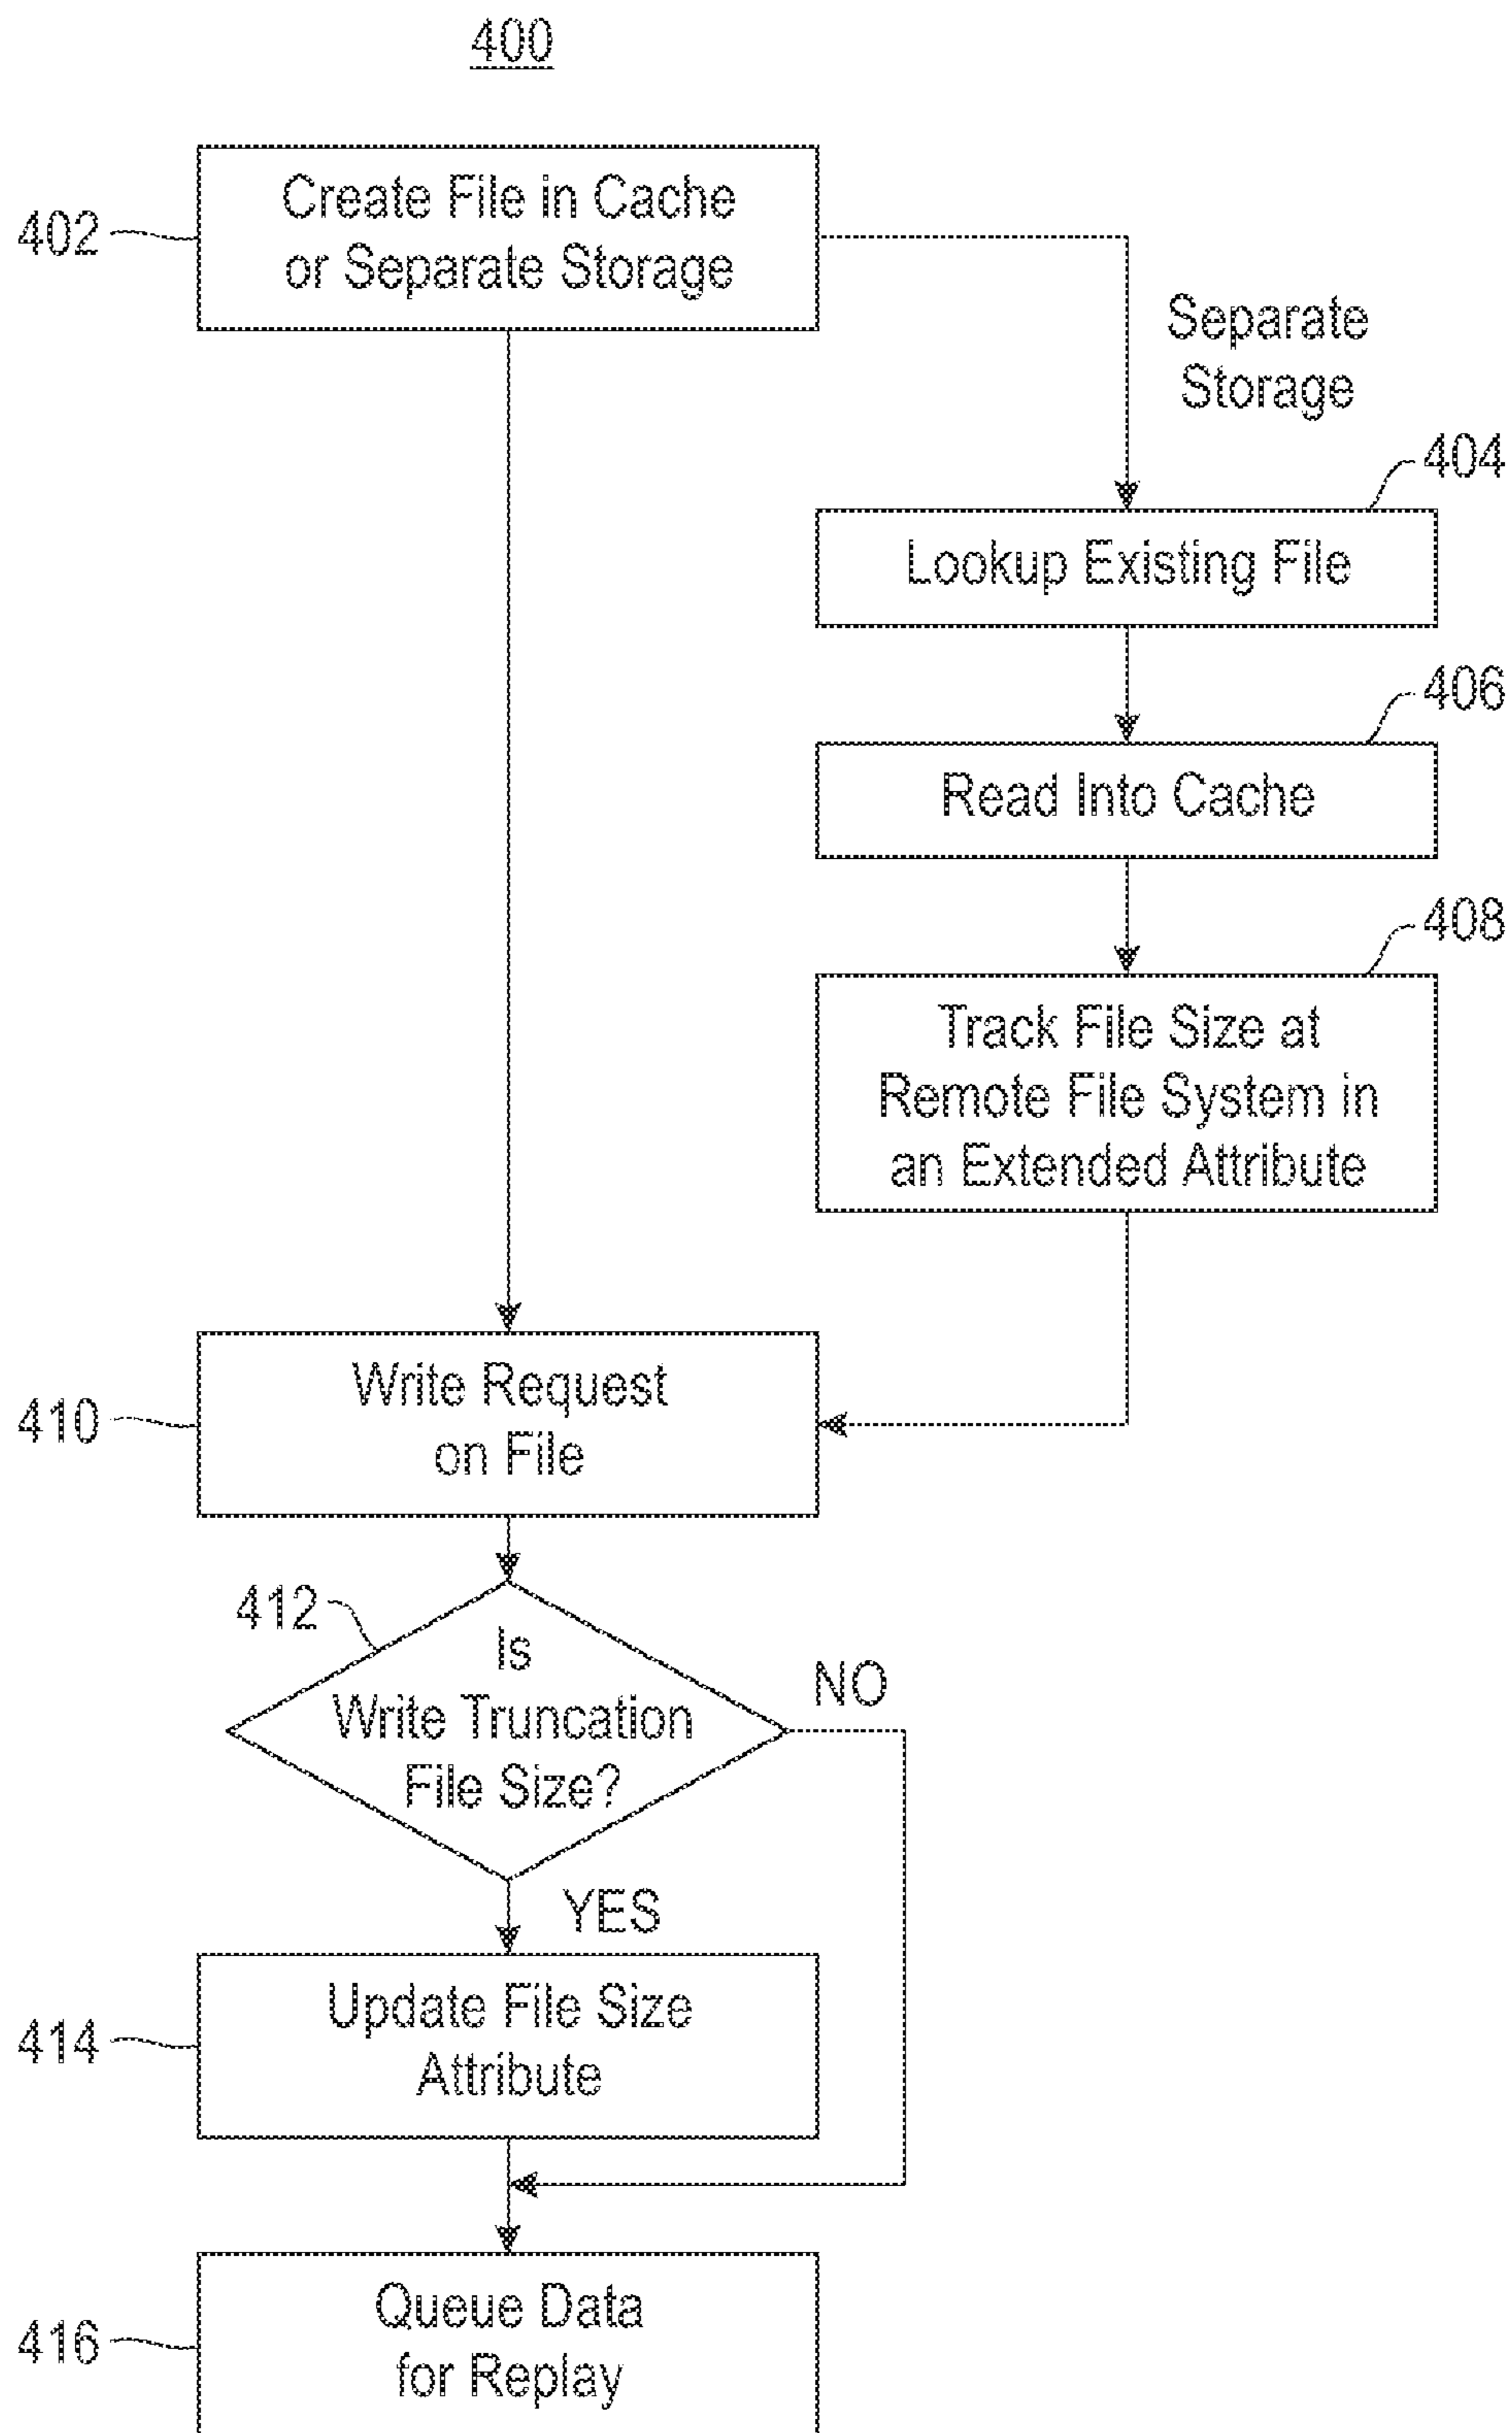 400
402
Create File in Cache
or Separate Storage
Separate
Storage
404
Lookup Existing File
406
Read Into Cache
408
Track File Size at
Remote File System in
an Extended Attribute
410
Write Request
on File
412
Is
Write Truncation
File Size?
NO
YES
414
Update File Size
Attribute
416
Queue Data
for Replay